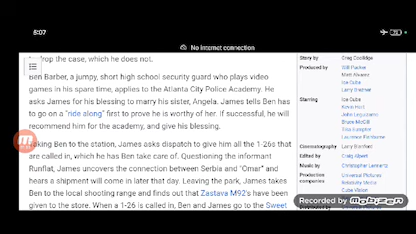 8:07
No internet connection
drop the case, which he does not.
Ben Barber, a jumpy, short high school security guard who plays video
games in his spare time, applies to the Atlanta City Police Academy. He
asks James for his blessing to marry his sister, Angela. James tells Ben has
to go on a "ride along" first to prove he is worthy of her. If successful, he will
recommend him for the academy, and give his blessing.
Taking Ben to the station, James asks dispatch to give him all the 1-26s that
are called in, which he has Ben take care of. Questioning the informant
Runflat, James uncovers the connection between Serbians and "Omar" and
hears a shipment will come in later that day. Leaving the park, James takes
Ben to the local shooting range and finds out that Zastava M92's have been
given to the store. When a 1-26 is called in, Ben and James go to the Sweet
Story by Greg Coolidge
Produced by Will Packer
Matt Alvarez
Ice Cube
Larry Brezner
Starring Ice Cube
Kevin Hart
John Leguizamo
Bruce McGill
Tika Sumpter
Laurence Fishburne
Cinematography Larry Blanford
Edited by Craig Alpert
Music by Christopher Lennertz
Production companies Relativity Media
Cube Vision
Recorded by mobizen